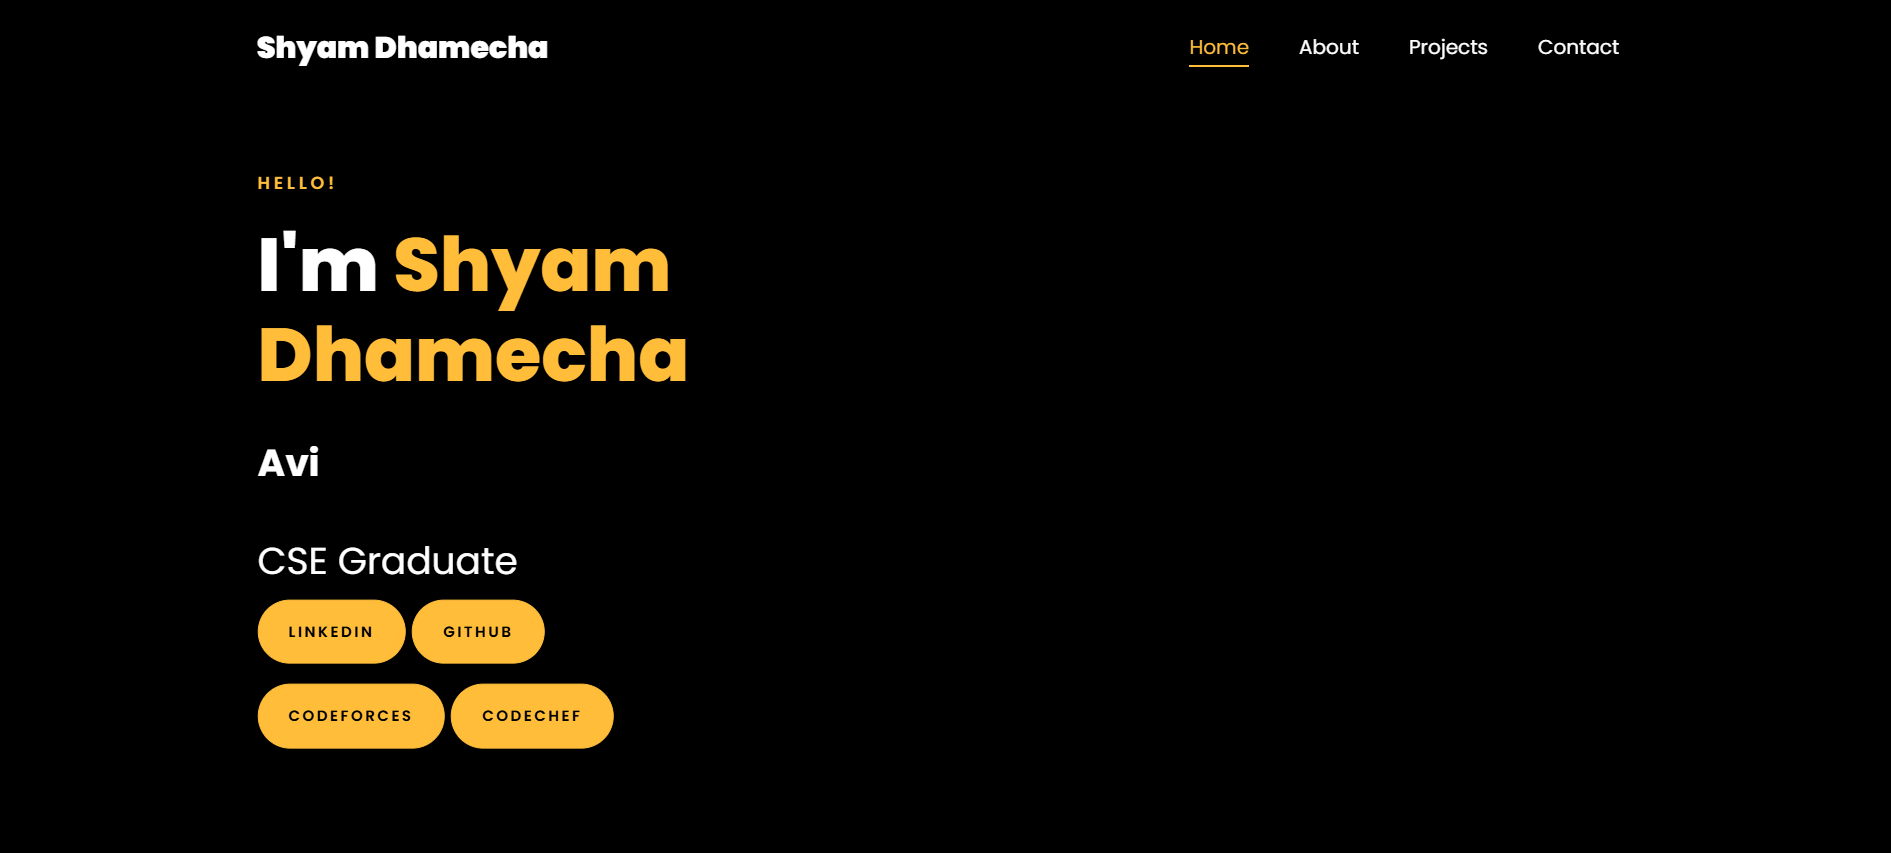 Shyam Dhamecha
Home About Projects Contact
HELLO!
I'm Shyam
Dhamecha
Avi
CSE Graduate
LINKEDIN GITHUB
CODEFORCES CODECHEF